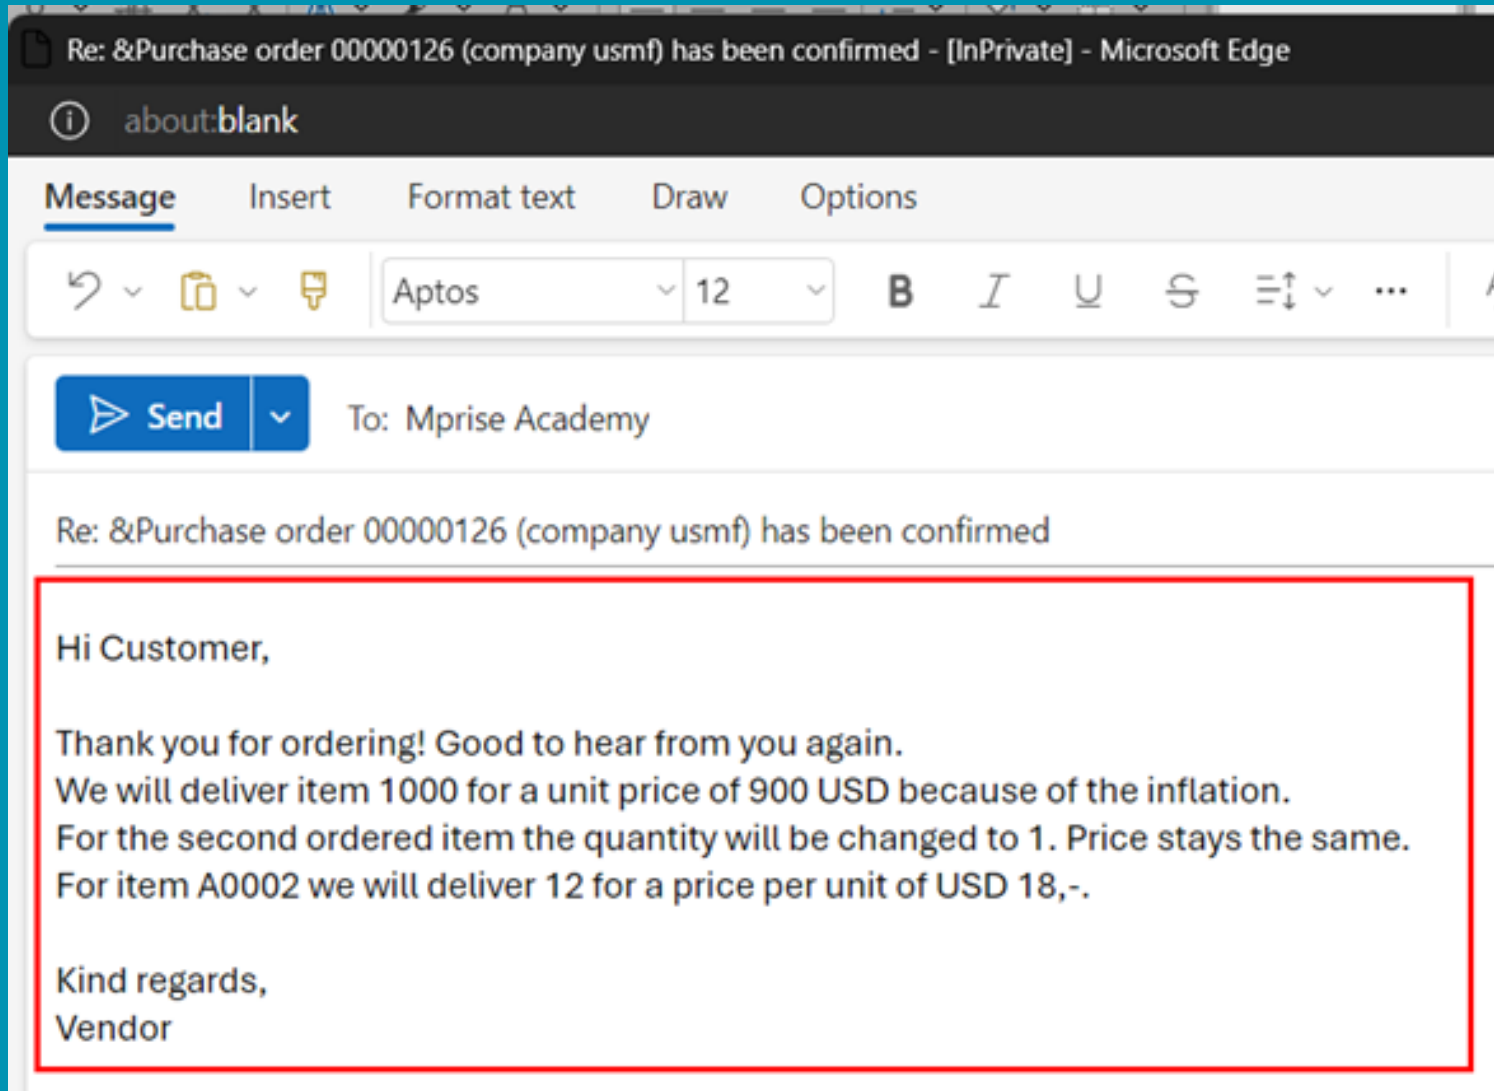 Re: &Purchase order 00000126 (company usmf) has been confirmed - [InPrivate] - Microsoft Edge
about:blank
Message Insert Format text Draw Options
Aptos 12 B I U S ...
Send To: Mprise Academy
Re: &Purchase order 00000126 (company usmf) has been confirmed
Hi Customer,
Thank you for ordering! Good to hear from you again.
We will deliver item 1000 for a unit price of 900 USD because of the inflation.
For the second ordered item the quantity will be changed to 1. Price stays the same.
For item A0002 we will deliver 12 for a price per unit of USD 18,-.
Kind regards,
Vendor